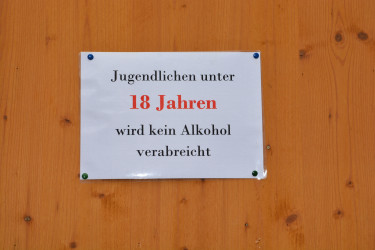 Jugendlichen unter
18 Jahren
wird kein Alkohol
verabreicht